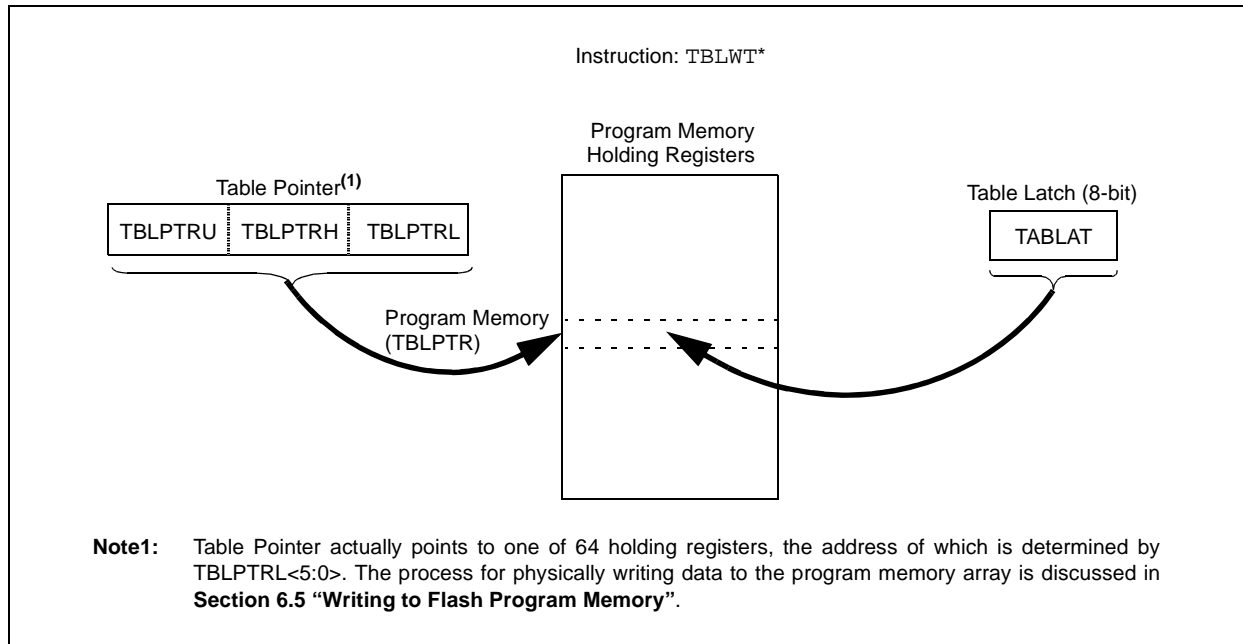 Instruction: TBLWT*
Program Memory
Holding Registers
Table Pointer(1)
Table Latch (8-bit)
TBLPTRU TBLPTRH TBLPTRL
TABLAT
Program Memory
(TBLPTR)
Note1: Table Pointer actually points to one of 64 holding registers, the address of which is determined by
TBLPTRL<5:0>. The process for physically writing data to the program memory array is discussed in
Section 6.5 “Writing to Flash Program Memory”.